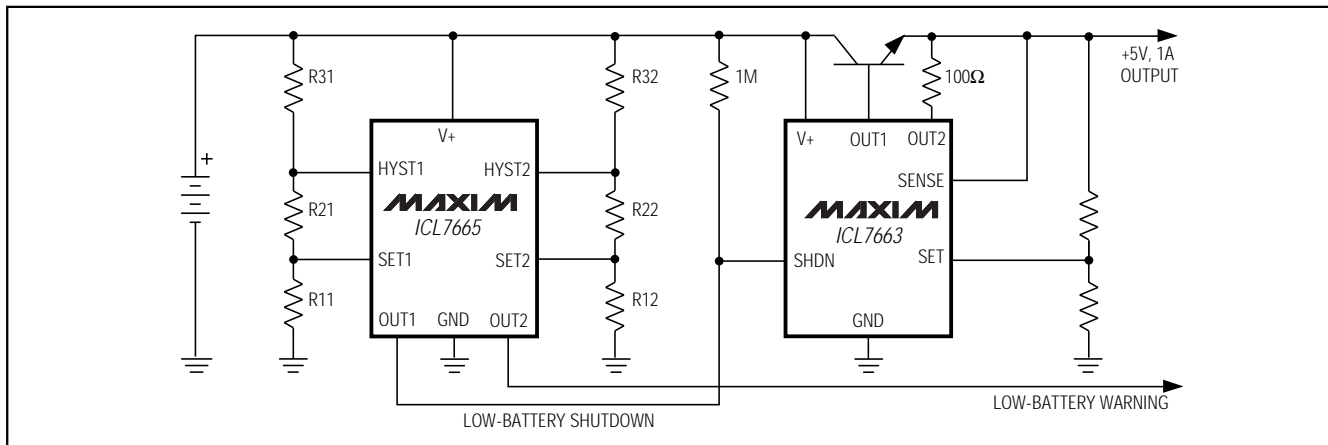 R31
R32
1M
100Ω
+5V, 1A
OUTPUT
V+
V+
OUT1
OUT2
HYST1
HYST2
SENSE
+
MAXIM
ICL7665
MAXIM
ICL7663
R21
R22
SET1
SET2
SHDN
SET
R11
R12
OUT1
GND
OUT2
GND
LOW-BATTERY SHUTDOWN
LOW-BATTERY WARNING